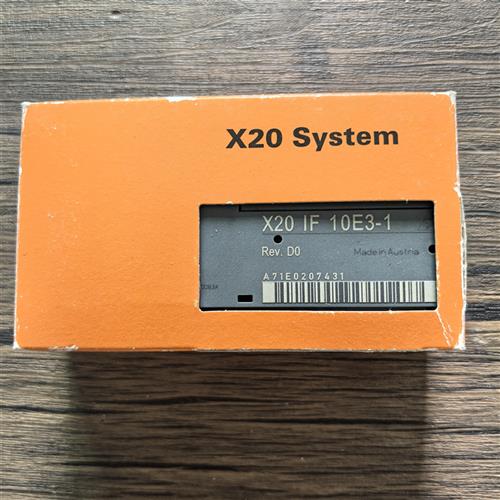 X20 System
X20 IF 10E3-1
Rev. D0 Made in Austria
A71E0207431